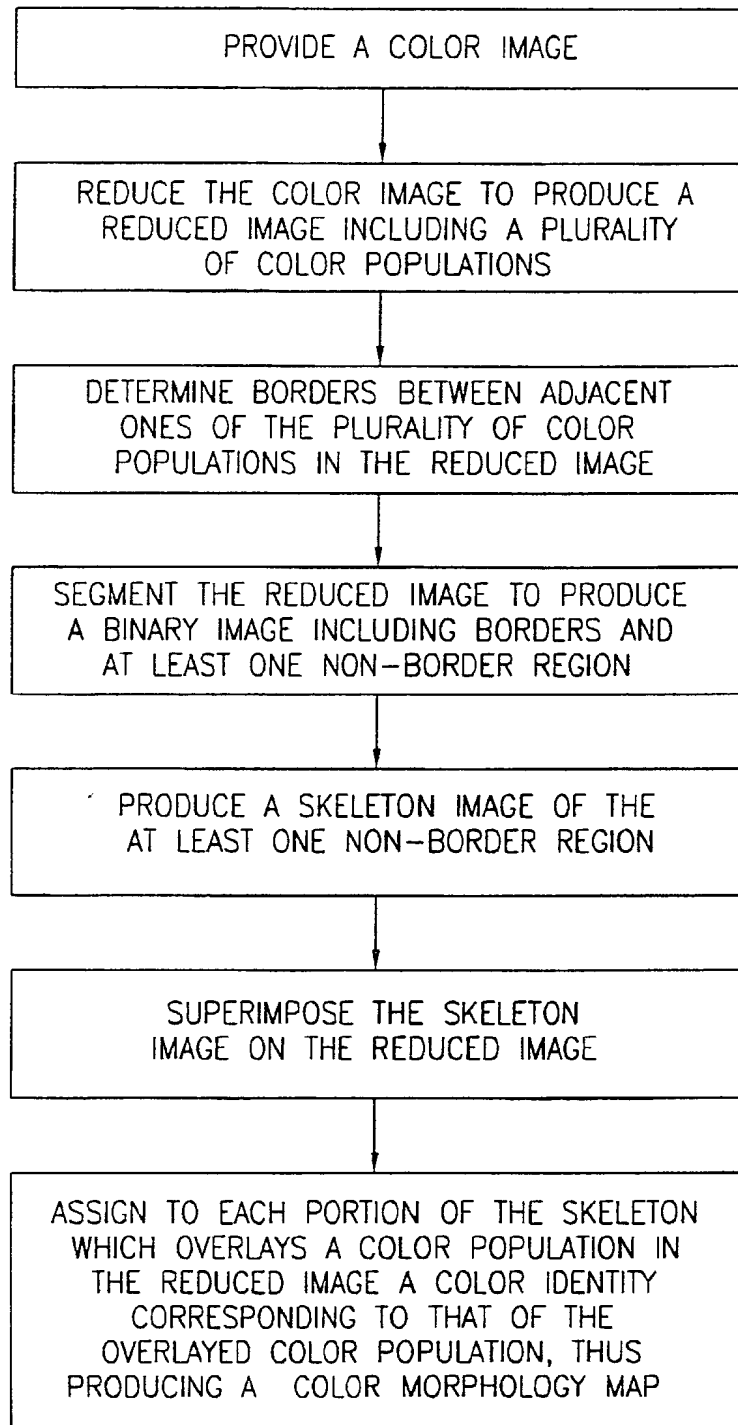 PROVIDE A COLOR IMAGE
REDUCE THE COLOR IMAGE TO PRODUCE A
REDUCED IMAGE INCLUDING A PLURALITY
OF COLOR POPULATIONS
DETERMINE BORDERS BETWEEN ADJACENT
ONES OF THE PLURALITY OF COLOR
POPULATIONS IN THE REDUCED IMAGE
SEGMENT THE REDUCED IMAGE TO PRODUCE
A BINARY IMAGE INCLUDING BORDERS AND
AT LEAST ONE NON-BORDER REGION
PRODUCE A SKELETON IMAGE OF THE
AT LEAST ONE NON-BORDER REGION
SUPERIMPOSE THE SKELETON
IMAGE ON THE REDUCED IMAGE
ASSIGN TO EACH PORTION OF THE SKELETON
WHICH OVERLAYS A COLOR POPULATION IN
THE REDUCED IMAGE A COLOR IDENTITY
CORRESPONDING TO THAT OF THE
OVERLAYED COLOR POPULATION, THUS
PRODUCING A COLOR MORPHOLOGY MAP